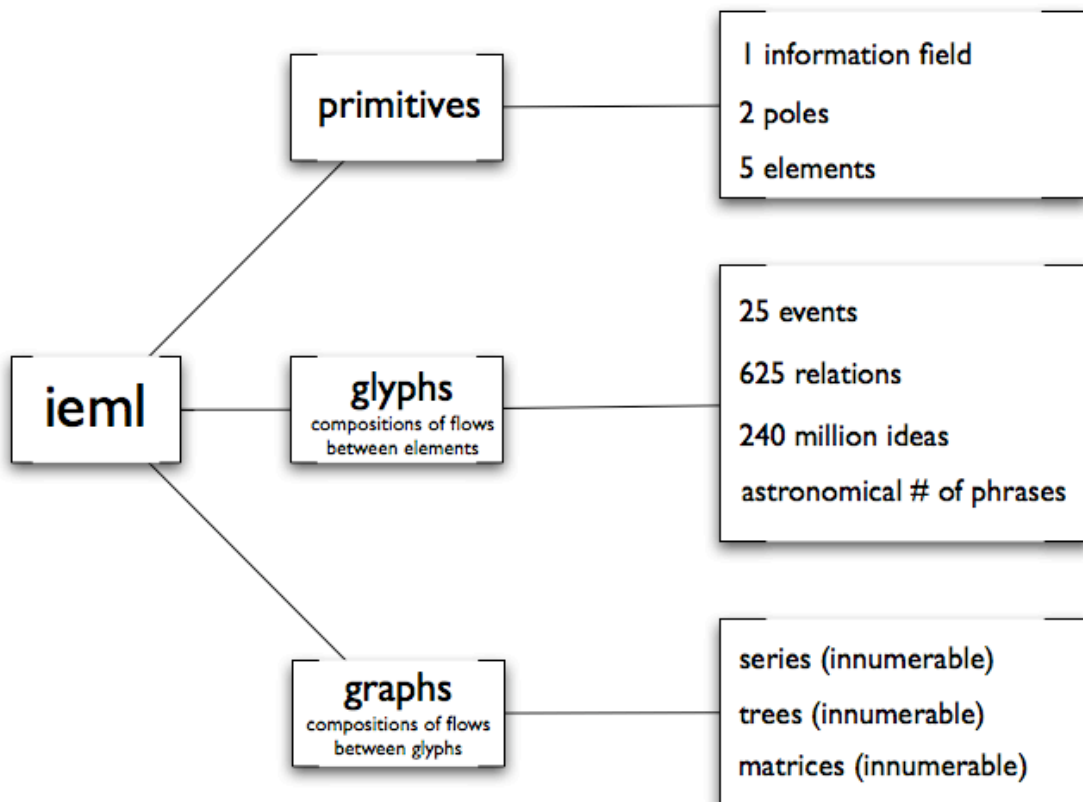 primitives
1 information field
2 poles
5 elements
ieml
glyphs
compositions of flows
between elements
25 events
625 relations
240 million ideas
astronomical # of phrases
graphs
compositions of flows
between glyphs
series (innumerable)
trees (innumerable)
matrices (innumerable)